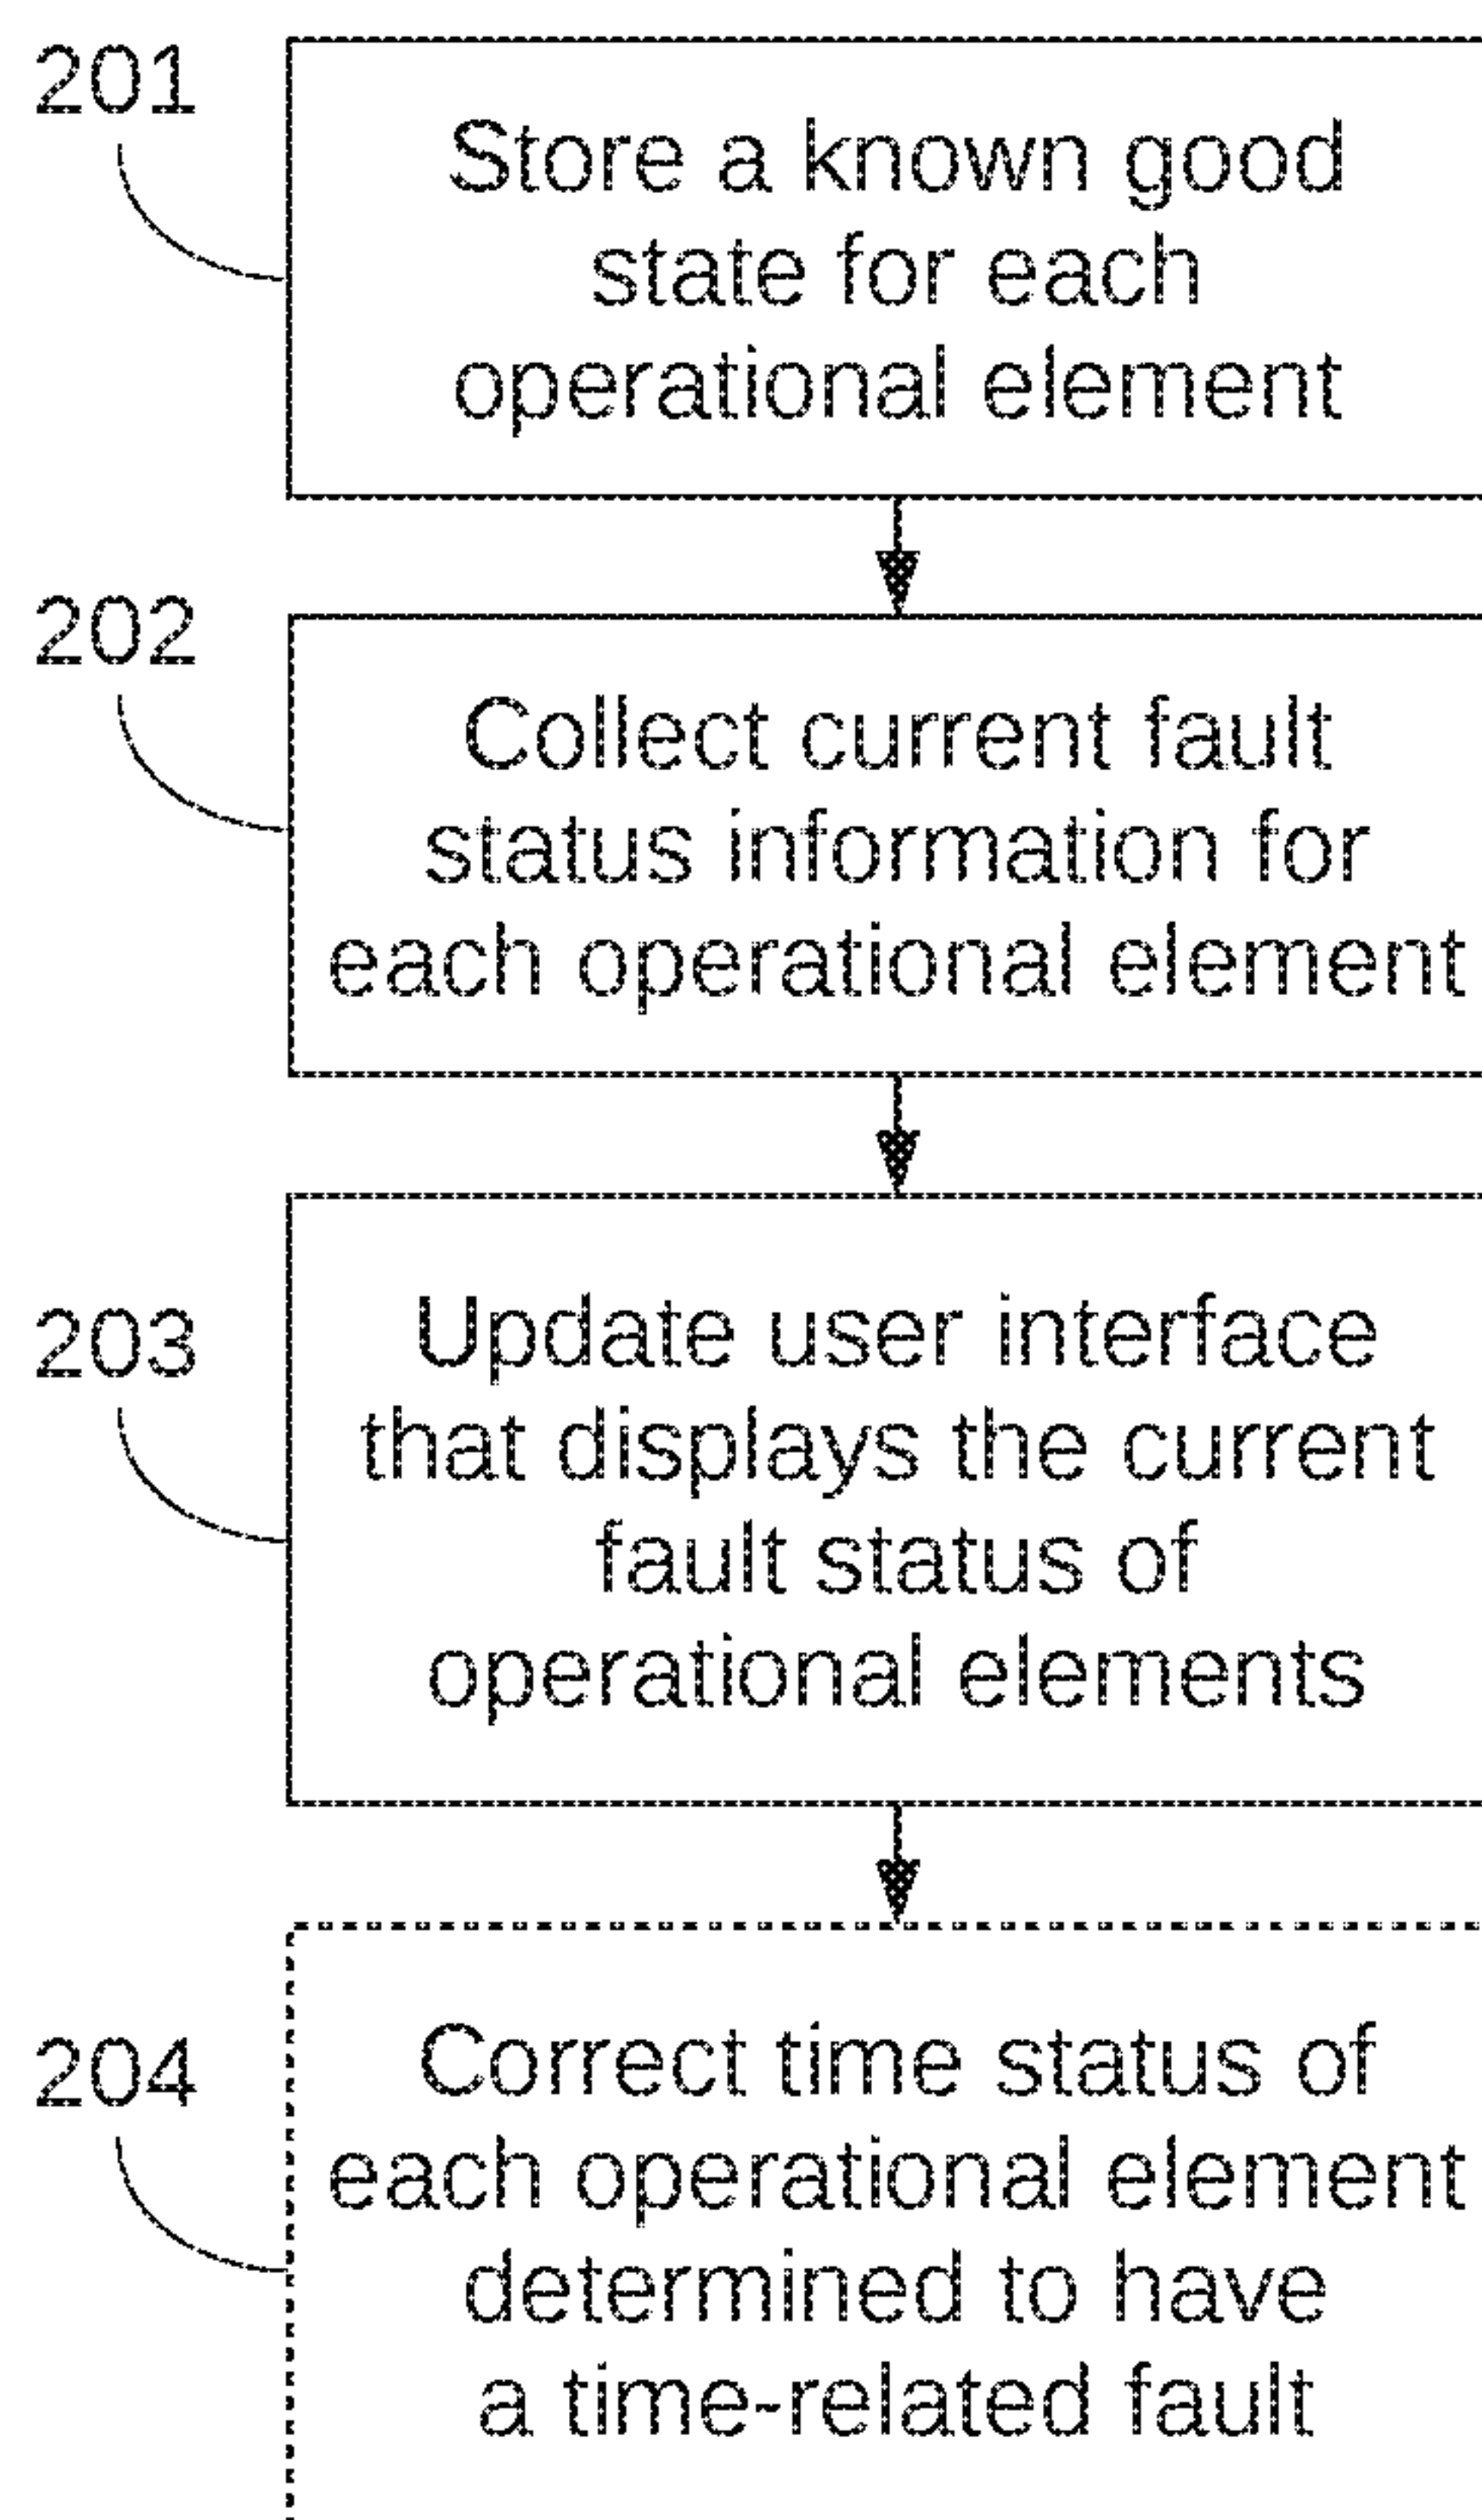 201
Store a known good
state for each
operational element
202
Collect current fault
status information for
each operational element
203
Update user interface
that displays the current
fault status of
operational elements
204
Correct time status of
each operational element
determined to have
a time-related fault